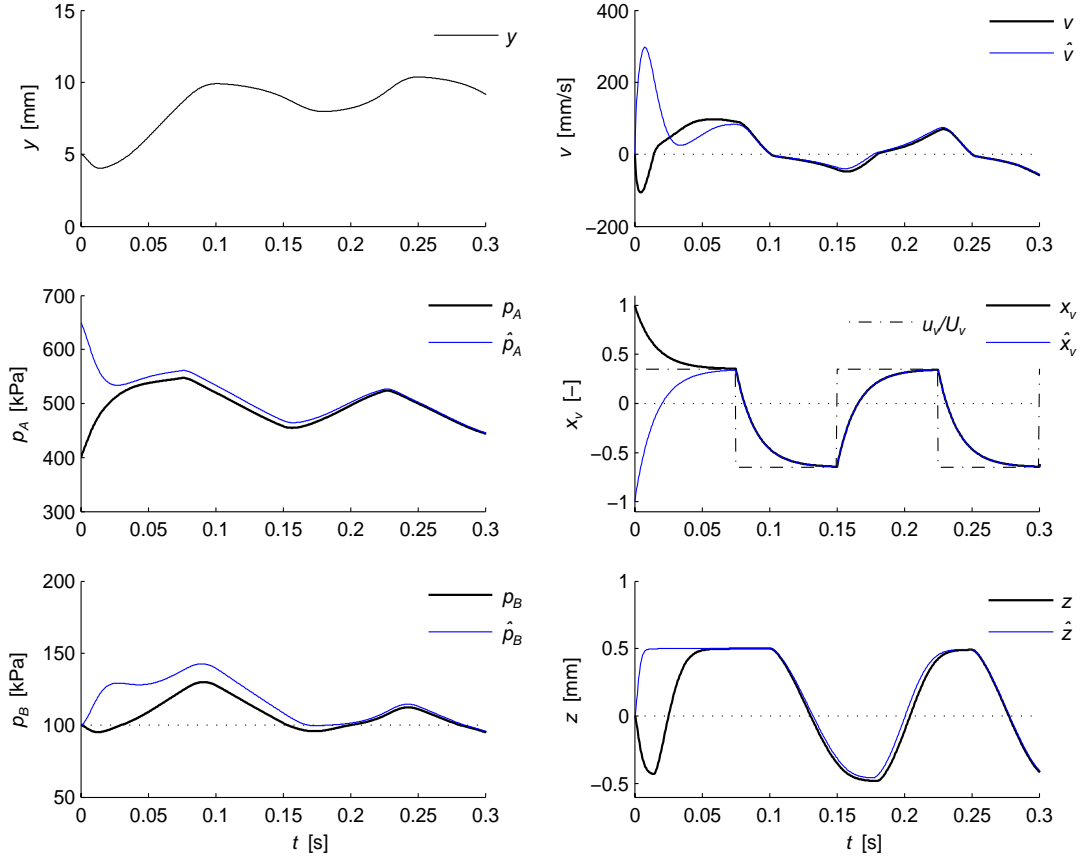 15
10
5
0
y [mm]
y
0 0.05 0.1 0.15 0.2 0.25 0.3
400
200
0
−200
v [mm/s]
v
v̂
0 0.05 0.1 0.15 0.2 0.25 0.3
700
600
500
400
300
p_A [kPa]
p_A
p̂_A
0 0.05 0.1 0.15 0.2 0.25 0.3
1
0.5
0
−0.5
−1
x_v [−]
u_v/U_v
x_v
x̂_v
0 0.05 0.1 0.15 0.2 0.25 0.3
200
150
100
50
p_B [kPa]
p_B
p̂_B
0 0.05 0.1 0.15 0.2 0.25 0.3
t [s]
1
0.5
0
−0.5
z [mm]
z
ẑ
0 0.05 0.1 0.15 0.2 0.25 0.3
t [s]